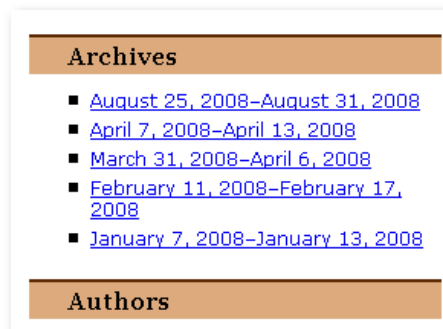 Archives
August 25, 2008–August 31, 2008
April 7, 2008–April 13, 2008
March 31, 2008–April 6, 2008
February 11, 2008–February 17,
2008
January 7, 2008–January 13, 2008
Authors